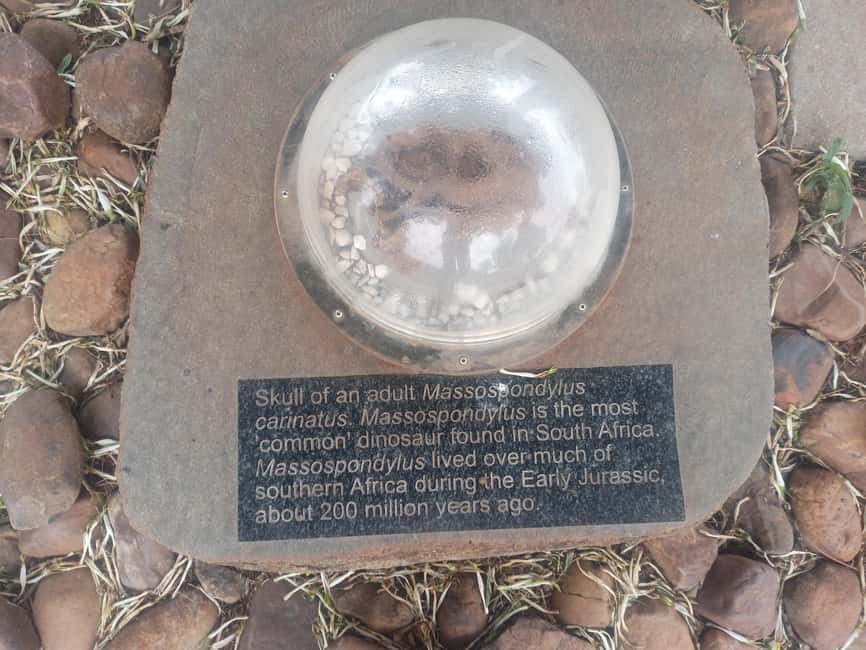 Skull of an adult Massospondylus
carinatus. Massospondylus is the most
'common' dinosaur found in South Africa.
Massospondylus lived over much of
southern Africa during the Early Jurassic,
about 200 million years ago.